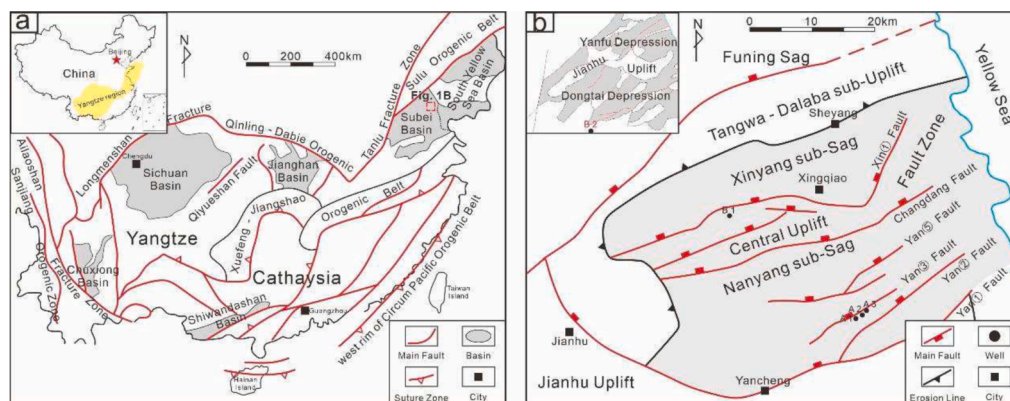 a
Beijing
China
Yangtze region
N
0 200 400km
Fig. 1B
Sulu Orogenic Belt
South Yellow
Sea Basin
Subei
Basin
Tanlu Fracture Zone
Longmenshan Fracture
Qinling-Dabie Orogenic
Belt
Chengdu
Sichuan
Basin
Jianghan
Basin
Qiyueshan Fault
Xuefeng - Jiangshao
Orogenic Belt
Ailaoshan
Sanjiang Orogenic Zone
Fracture Zone
Yangtze
Cathaysia
Chuxiong
Basin
Shiwandashan
Basin
Guangzhou
Taiwan
Island
Hainan
Island
west rim of Circum Pacific Orogenic Belt
Main Fault
Basin
Suture Zone
City
b
Yanfu Depression
Jianhu Uplift
Dongtai Depression
B 2
N
0 10 20km
Funing Sag
Yellow Sea
Tangwa - Dalaba sub-Uplift
Sheyang
Xinyang sub-Sag
Xin① Fault
Fault Zone
Xingqiao
B 1
Central Uplift
Changdang Fault
Nanyang sub-Sag
Yan⑤ Fault
Yan③ Fault
Yan② Fault
Yan① Fault
Jianhu
Jianhu Uplift
Yancheng
Main Fault
Well
Erosion Line
City